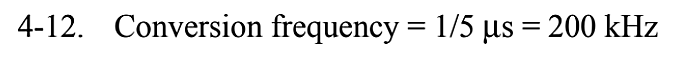 4-12. Conversion frequency = 1/5 μs = 200 kHz